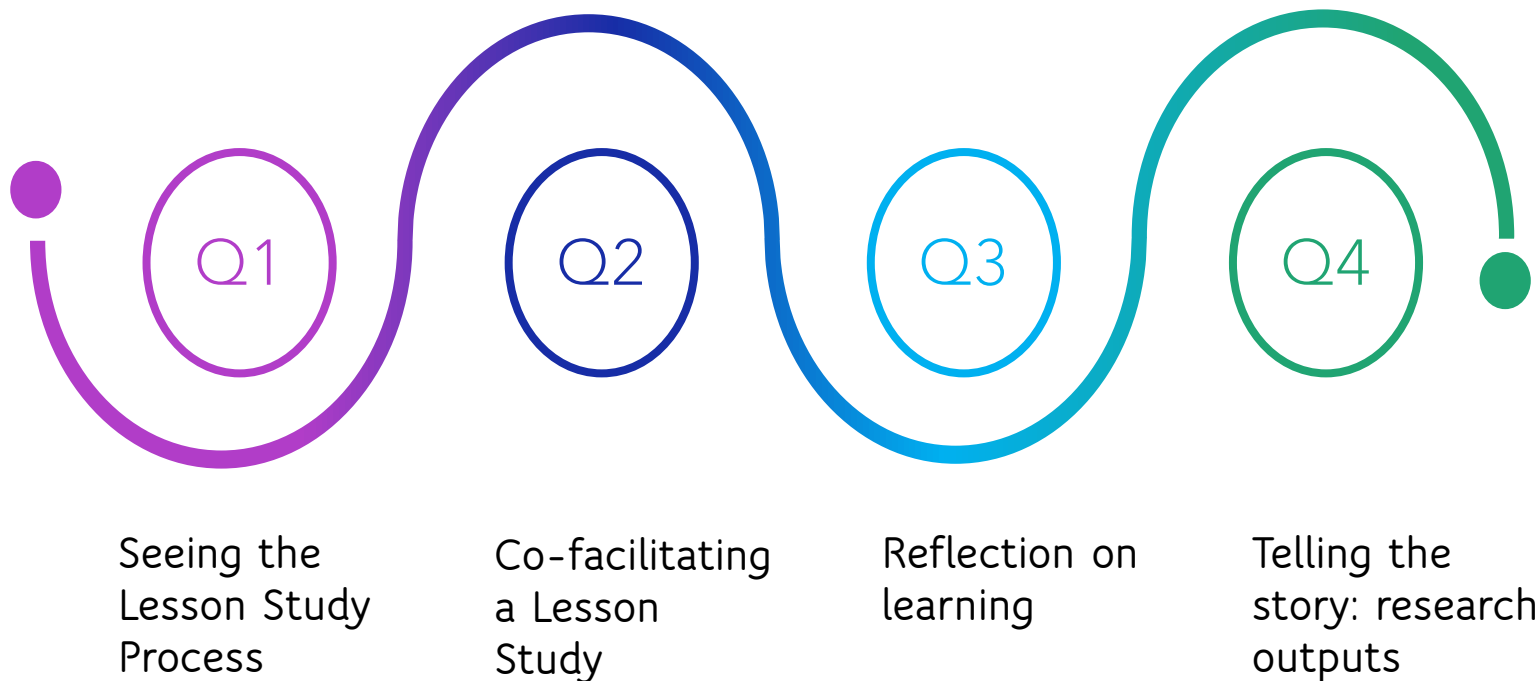 Q1
Q2
Q3
Q4
Seeing the
Lesson Study
Process
Co-facilitating
a Lesson
Study
Reflection on
learning
Telling the
story: research
outputs